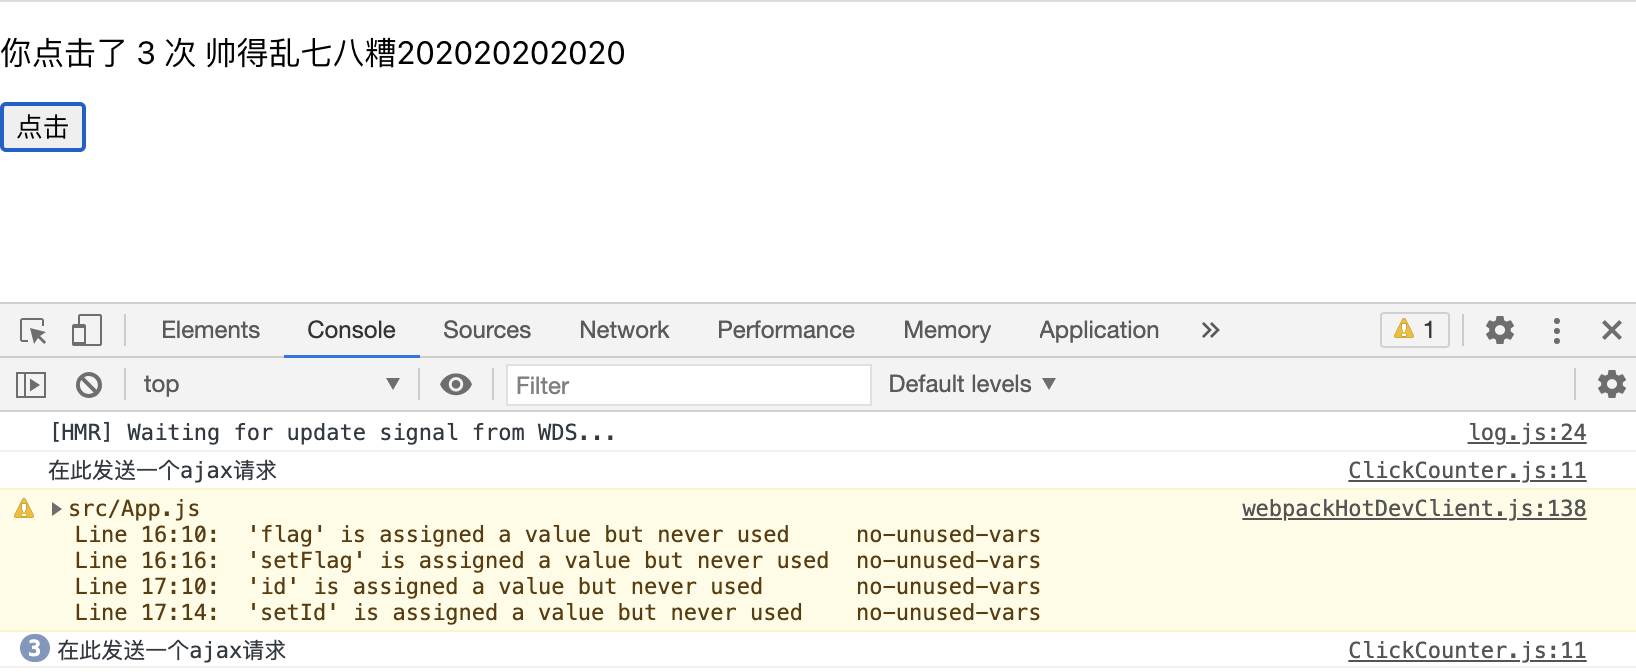 你点击了 3 次 帅得乱七八糟202020202020
点击
Elements Console Sources Network Performance Memory Application » 1
top Filter Default levels
[HMR] Waiting for update signal from WDS... log.js:24
在此发送一个ajax请求 ClickCounter.js:11
src/App.js webpackHotDevClient.js:138
Line 16:10: 'flag' is assigned a value but never used no-unused-vars
Line 16:16: 'setFlag' is assigned a value but never used no-unused-vars
Line 17:10: 'id' is assigned a value but never used no-unused-vars
Line 17:14: 'setId' is assigned a value but never used no-unused-vars
3 在此发送一个ajax请求 ClickCounter.js:11